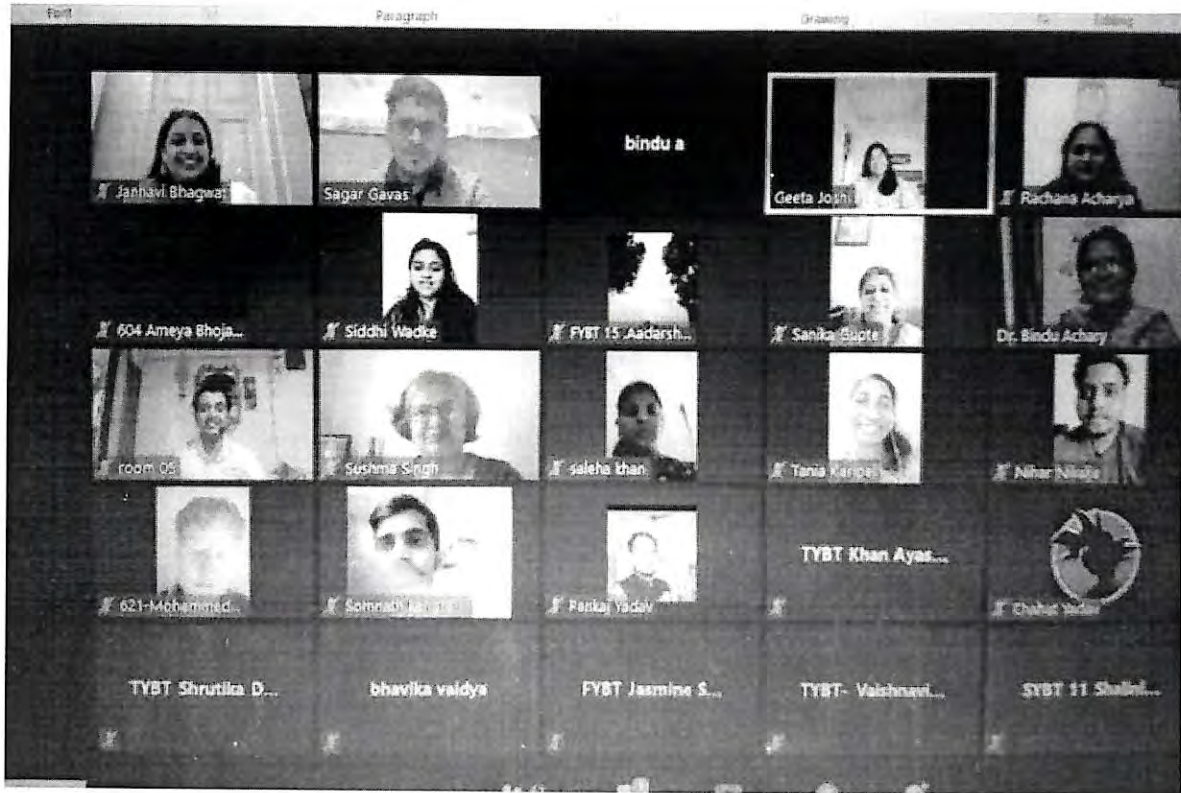 Font
Paragraph
Drawing
Editing
Janhavi Bhagwat
Sagar Gavas
bindu a
Geeta Joshi
Rachana Acharya
604 Ameya Bhoja...
Siddhi Wadke
FYBT 15 .Aadarsh...
Sanika Gupte
Dr. Bindu Achary
room 05
Sushma Singh
saleha khan
Tania
Nihar
621-Mohammed...
Somnath
Pankaj Yadav
TYBT Khan Ayas...
Chahat Yadav
TYBT Shrutika D...
bhavika vaidya
FYBT Jasmine S...
TYBT- Vaishnavi...
SYBT 11 Shalini...